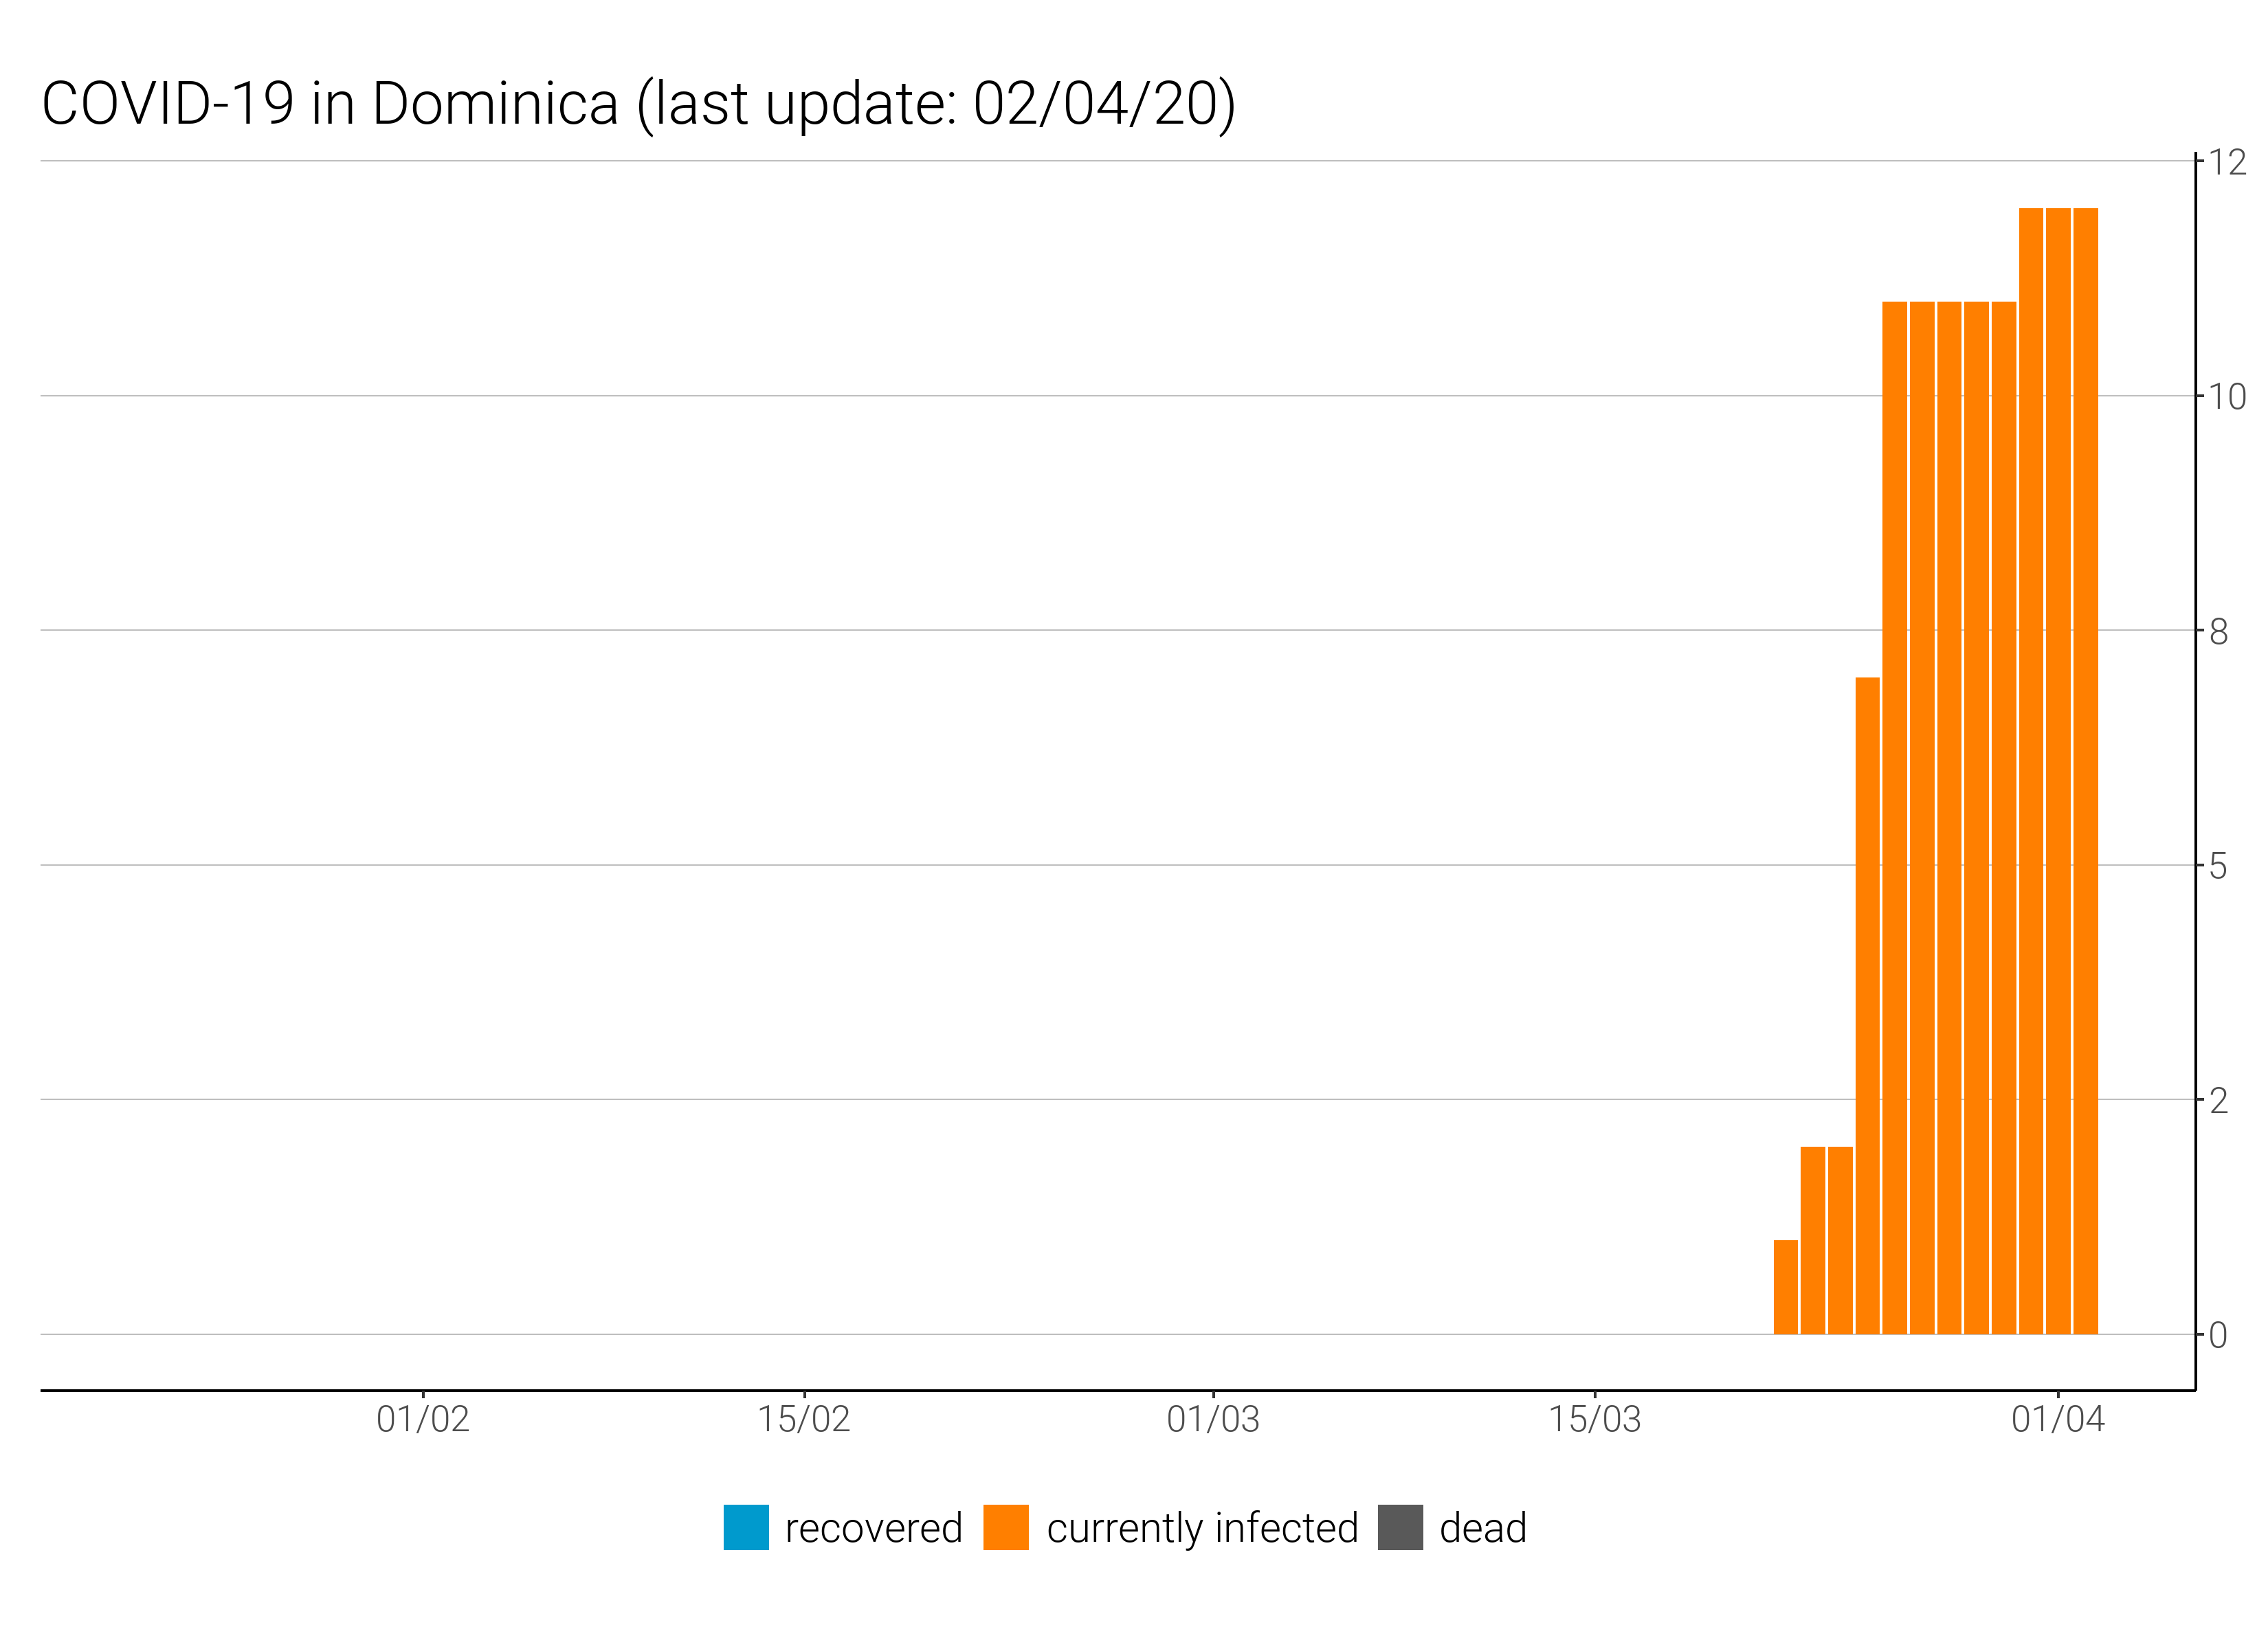 COVID-19 in Dominica (last update: 02/04/20)
12
10
8
5
2
0
01/02 15/02 01/03 15/03 01/04
recovered currently infected dead